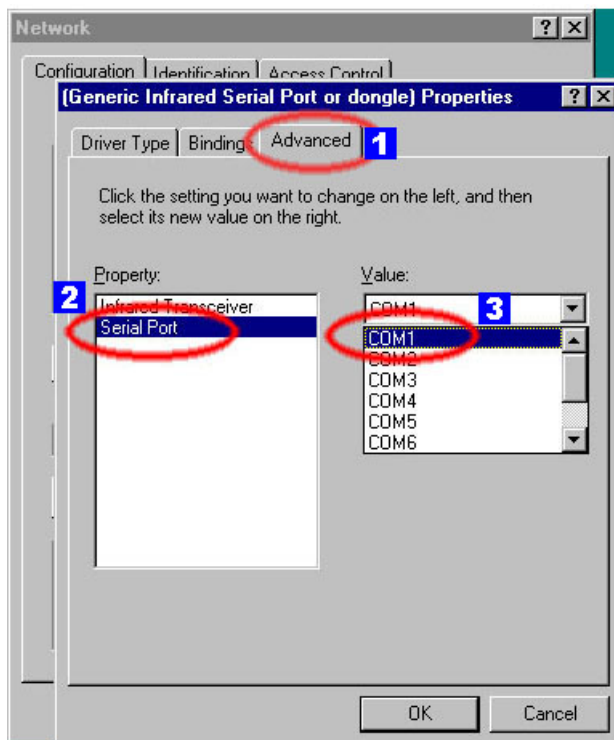 Network
Configuration Identification Access Control
(Generic Infrared Serial Port or dongle) Properties
Driver Type Bindings Advanced 1
Click the setting you want to change on the left, and then
select its new value on the right.
Property:
Value:
2
Infrared Transceiver
Serial Port
COM1
3
COM1
COM2
COM3
COM4
COM5
COM6
OK Cancel